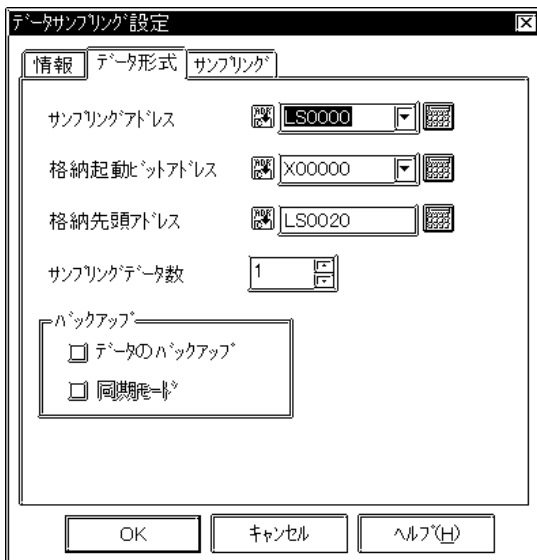 ﾃﾞｰﾀｻﾝﾌﾟﾘﾝｸﾞ設定
情報 ﾃﾞｰﾀ形式 ｻﾝﾌﾟﾘﾝｸﾞ
ｻﾝﾌﾟﾘﾝｸﾞｱﾄﾞﾚｽ LS0000
格納起動ﾋﾞｯﾄｱﾄﾞﾚｽ X00000
格納先頭ｱﾄﾞﾚｽ LS0020
ｻﾝﾌﾟﾘﾝｸﾞﾃﾞｰﾀ数 1
ﾊﾞｯｸｱｯﾌﾟ
ﾃﾞｰﾀのﾊﾞｯｸｱｯﾌﾟ
同期ﾓｰﾄﾞ
OK ｷｬﾝｾﾙ ﾍﾙﾌﾟ(H)